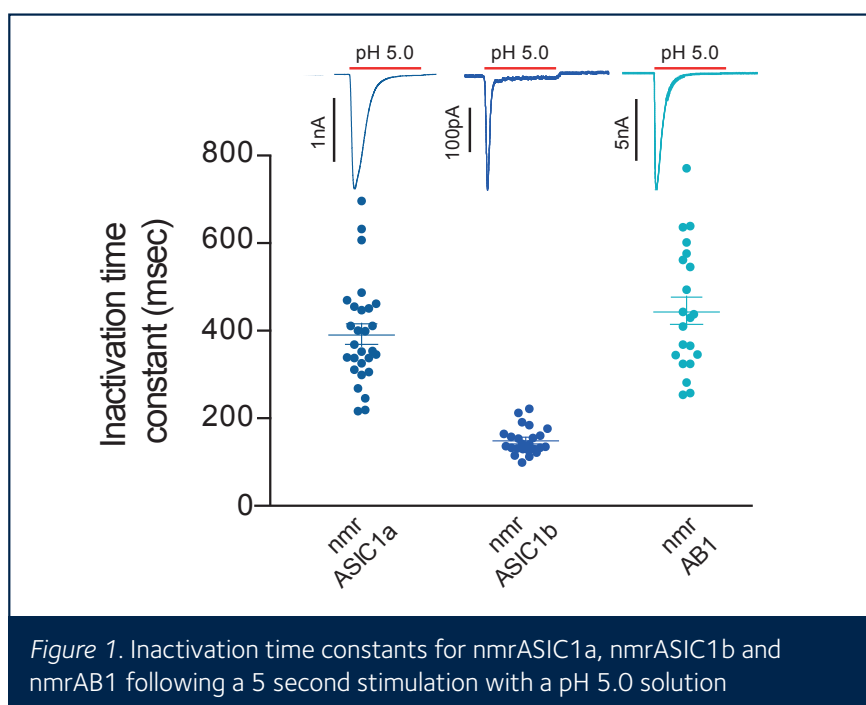 pH 5.0
pH 5.0
pH 5.0
1nA
100pA
5nA
800
600
400
200
0
Inactivation time
constant (msec)
nmr
ASIC1a
nmr
ASIC1b
nmr
AB1
Figure 1. Inactivation time constants for nmrASIC1a, nmrASIC1b and
nmrAB1 following a 5 second stimulation with a pH 5.0 solution